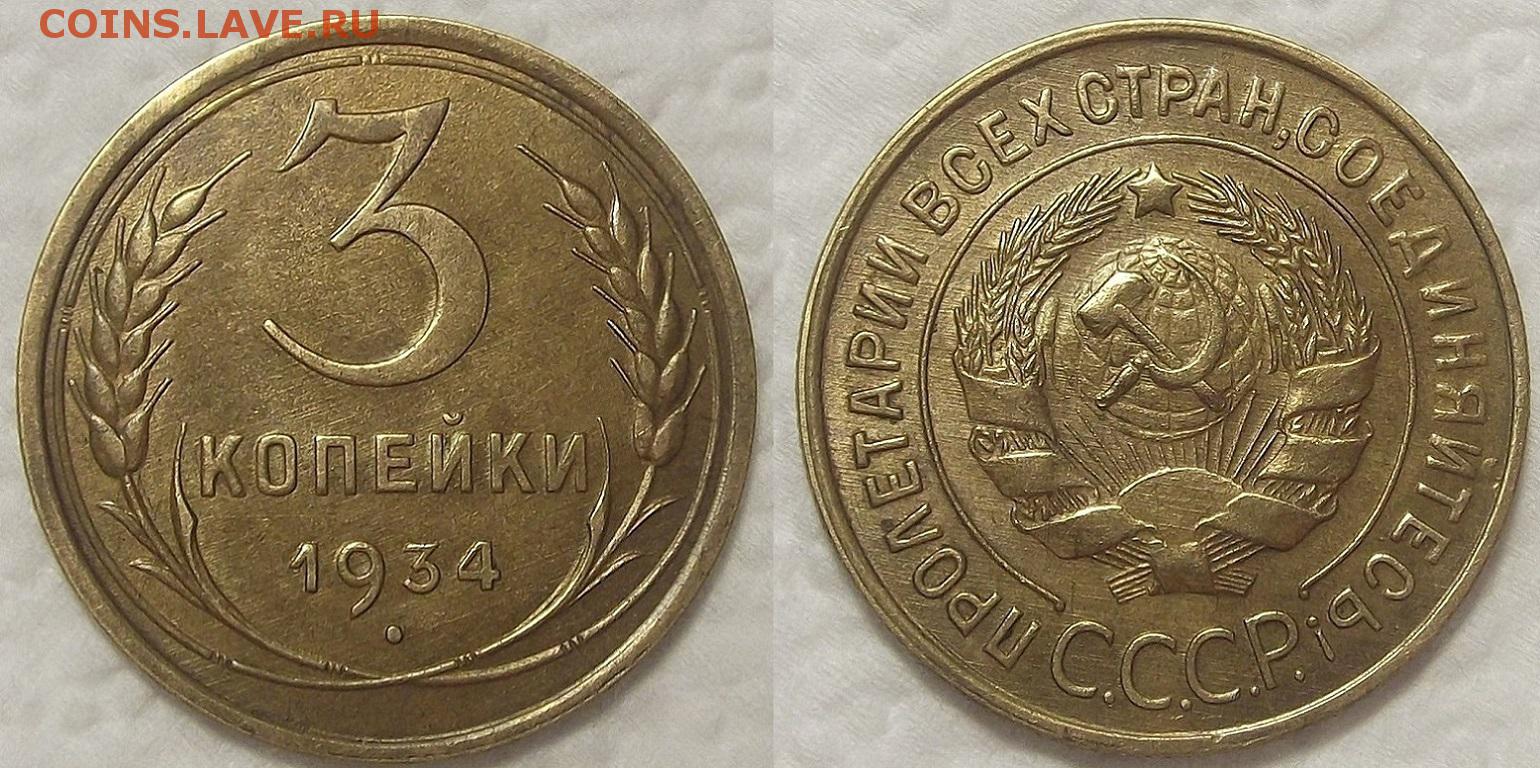 COINS.LAVE.RU
3
КОПЕЙКИ
1934
ПРОЛЕТАРИИ ВСЕХ СТРАН, СОЕДИНЯЙТЕСЬ!
С.С.С.Р.